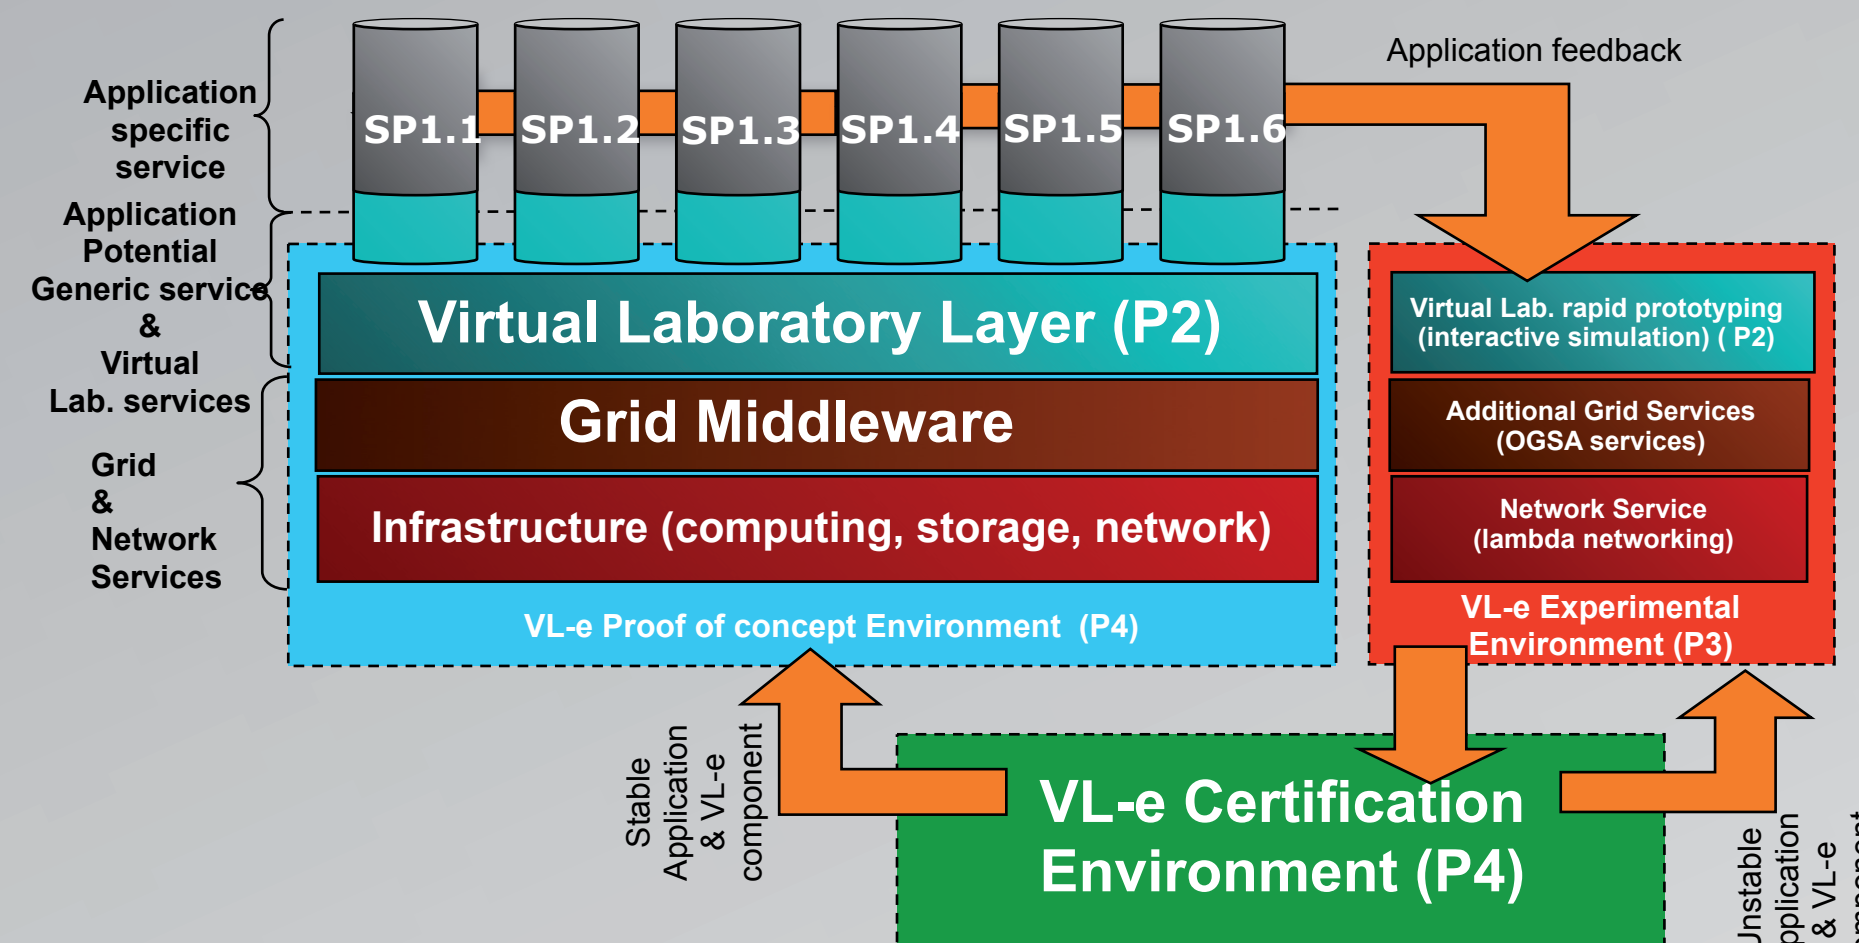 Application feedback
Application
specific
service
SP1.1
SP1.2
SP1.3
SP1.4
SP1.5
SP1.6
Application
Potential
Generic service
&
Virtual
Lab. services
Grid
&
Network
Services
Virtual Laboratory Layer (P2)
Grid Middleware
Infrastructure (computing, storage, network)
VL-e Proof of concept Environment (P4)
Virtual Lab. rapid prototyping
(interactive simulation) ( P2)
Additional Grid Services
(OGSA services)
Network Service
(lambda networking)
VL-e Experimental
Environment (P3)
Stable
Application
& VL-e
component
VL-e Certification
Environment (P4)
Unstable
& VL-e